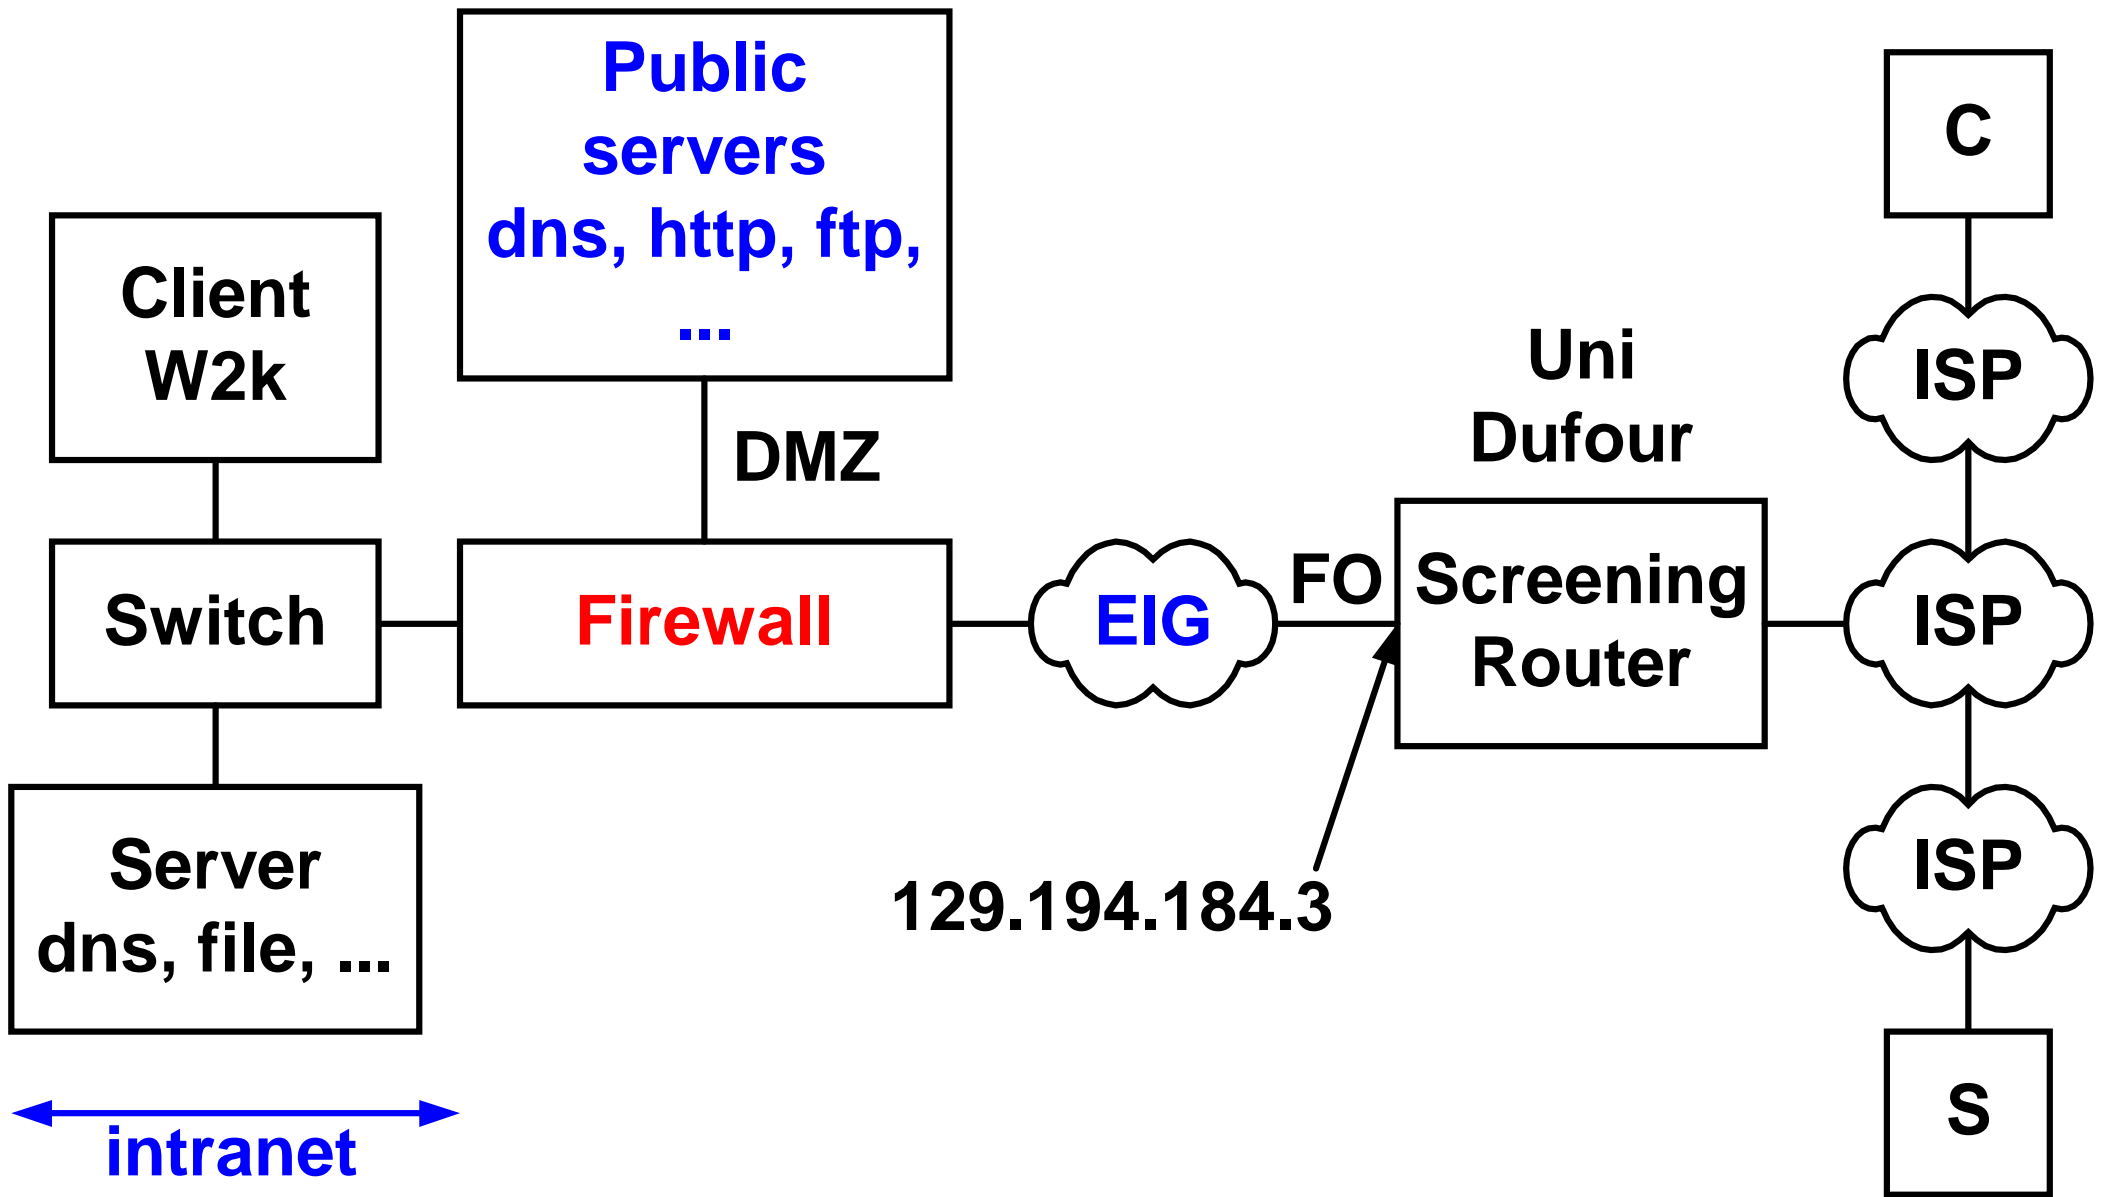 Public
servers
dns, http, ftp,
...
C
Client
W2k
DMZ
Uni
Dufour
ISP
Switch
Firewall
EIG
FO
Screening
Router
ISP
129.194.184.3
Server
dns, file, ...
ISP
intranet
S